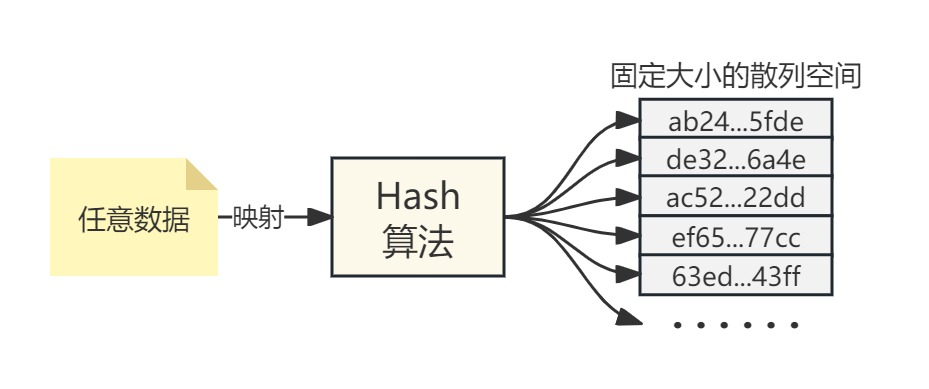 固定大小的散列空间
任意数据
映射
Hash
算法
ab24...5fde
de32...6a4e
ac52...22dd
ef65...77cc
63ed...43ff
......